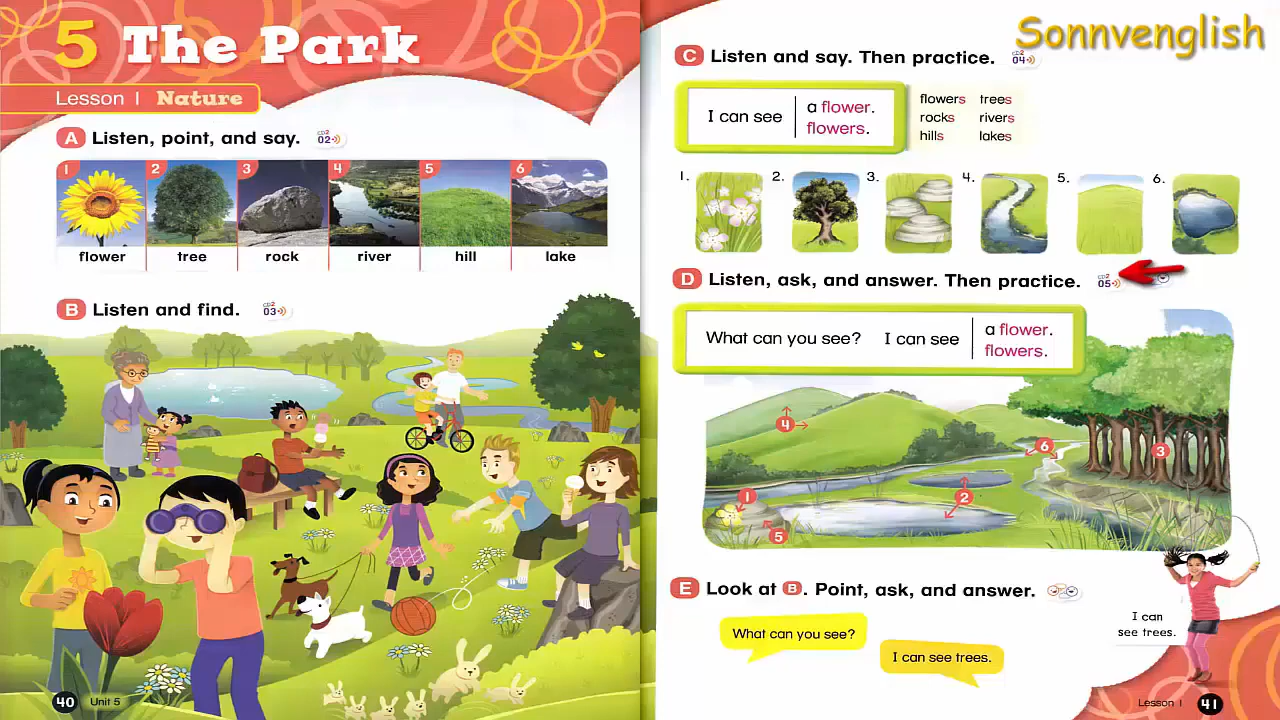 5 The Park
Lesson 1 Nature
A Listen, point, and say. CD2 02
1 2 3 4 5 6
flower tree rock river hill lake
B Listen and find. CD2 03
40 Unit 5
Sonnvenglish
C Listen and say. Then practice. CD2 04
I can see
a flower.
flowers.
flowers trees
rocks rivers
hills lakes
1. 2. 3. 4. 5. 6.
D Listen, ask, and answer. Then practice. CD2 05
What can you see? I can see
a flower.
flowers.
4
6
3
1
2
5
E Look at B. Point, ask, and answer.
What can you see?
I can see trees.
I can
see trees.
Lesson 1 41